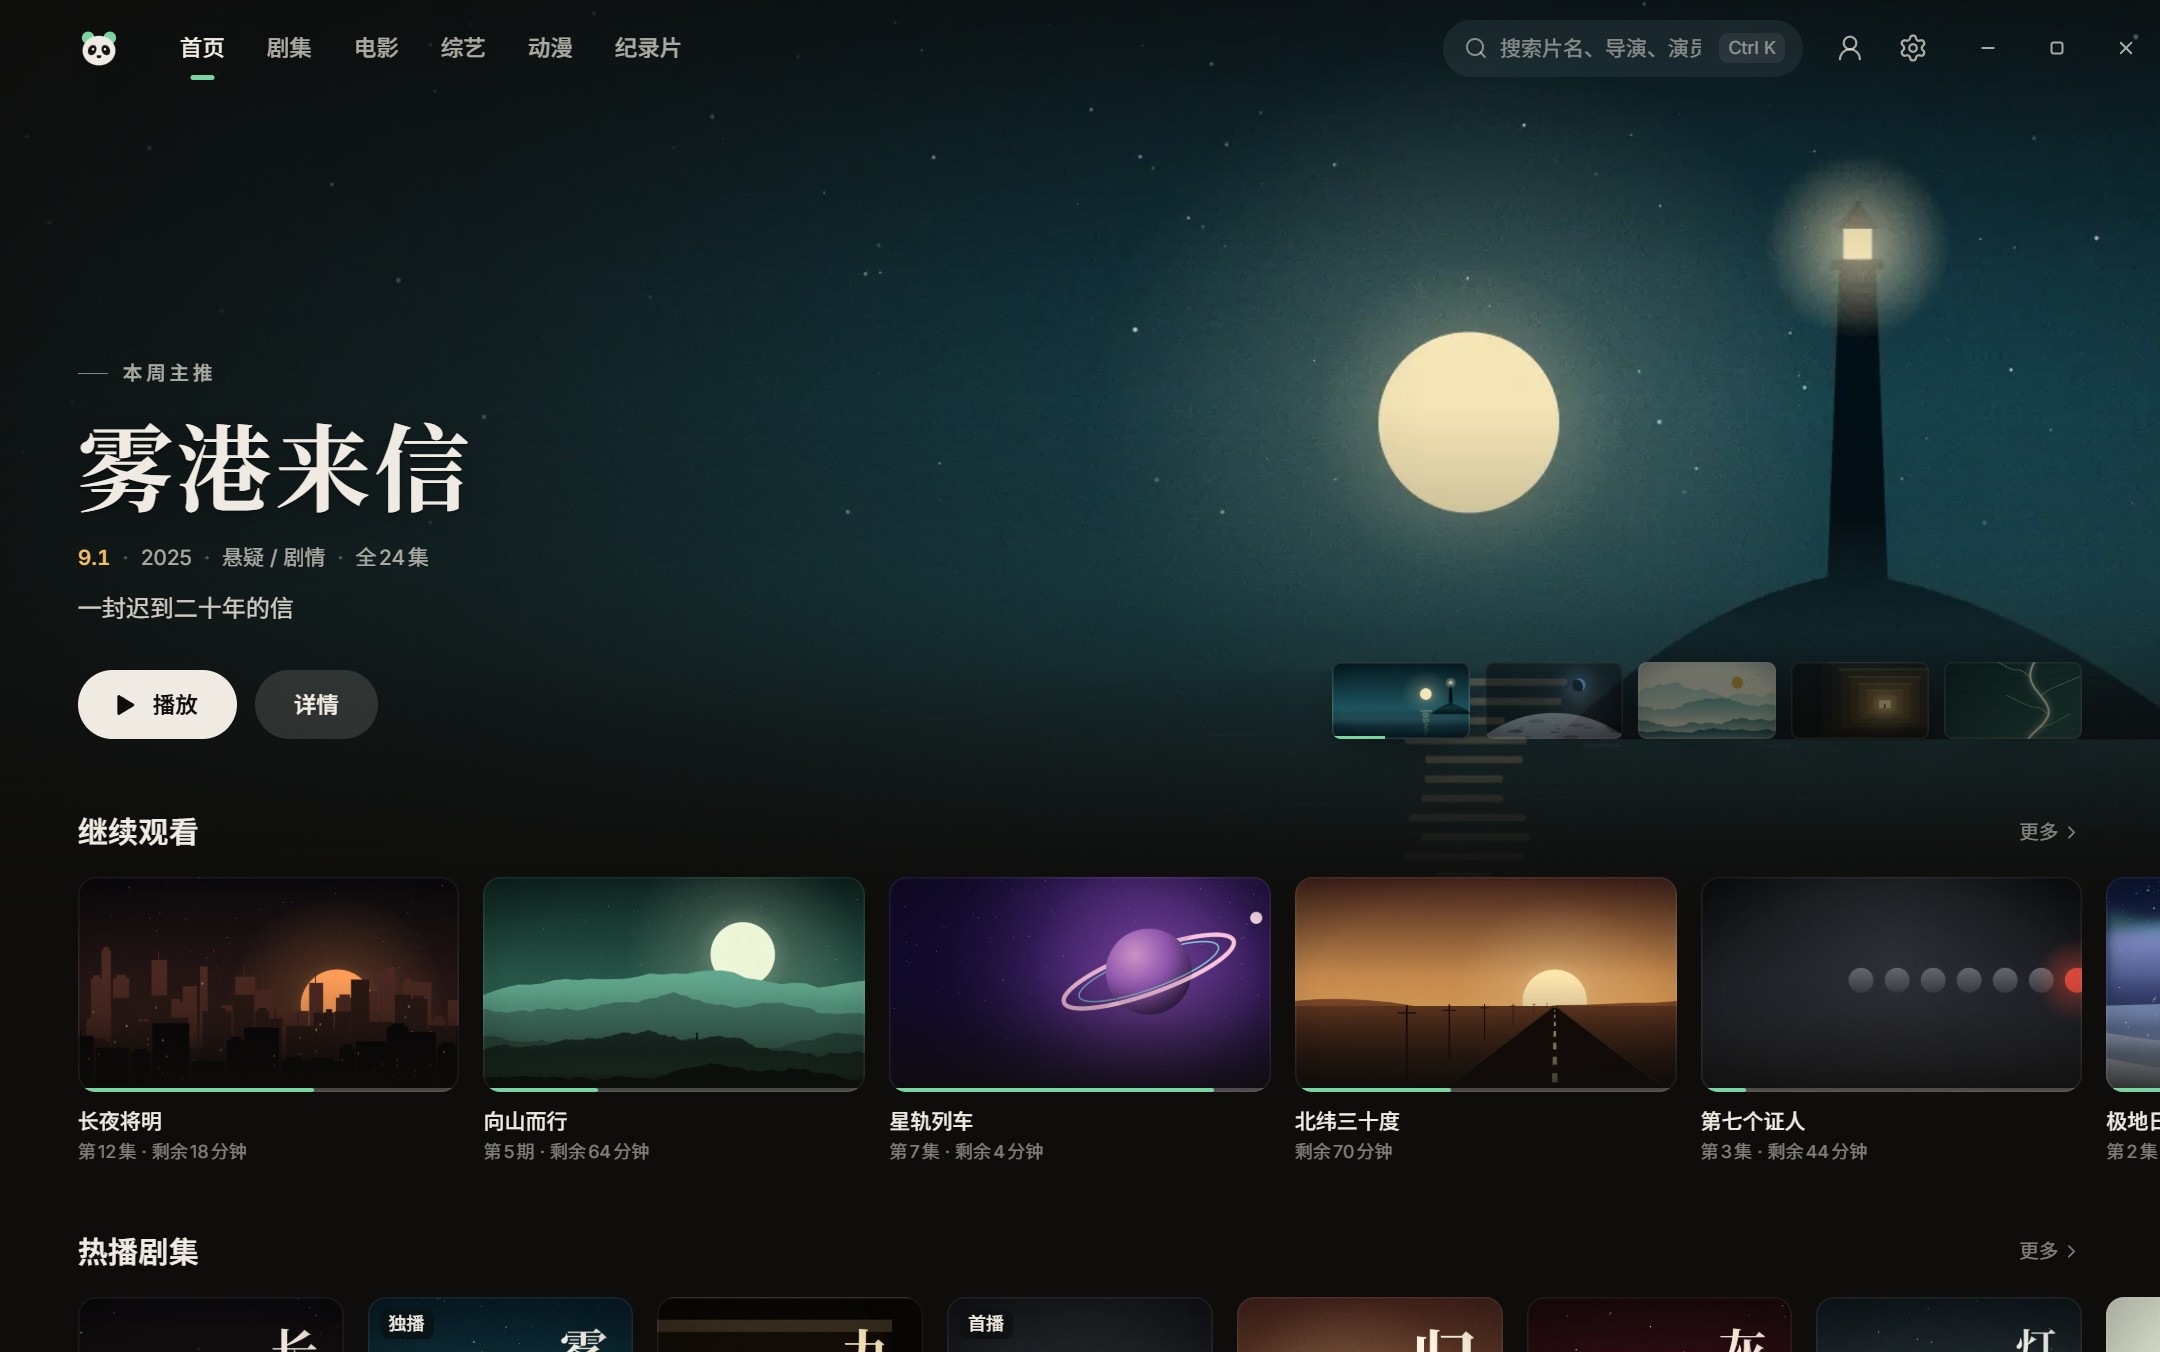 首页 剧集 电影 综艺 动漫 纪录片 搜索片名、导演、演 Ctrl K
本周主推
雾港来信
9.1 · 2025 · 悬疑 / 剧情 · 全24集
一封迟到二十年的信
播放 详情
继续观看 更多
长夜将明 向山而行 星轨列车 北纬三十度 第七个证人 极地
第12集 · 剩余18分钟 第5期 · 剩余64分钟 第7集 · 剩余4分钟 剩余70分钟 第3集 · 剩余44分钟 第2集
热播剧集 更多
独播 首播
长 雾 归 灰 灯